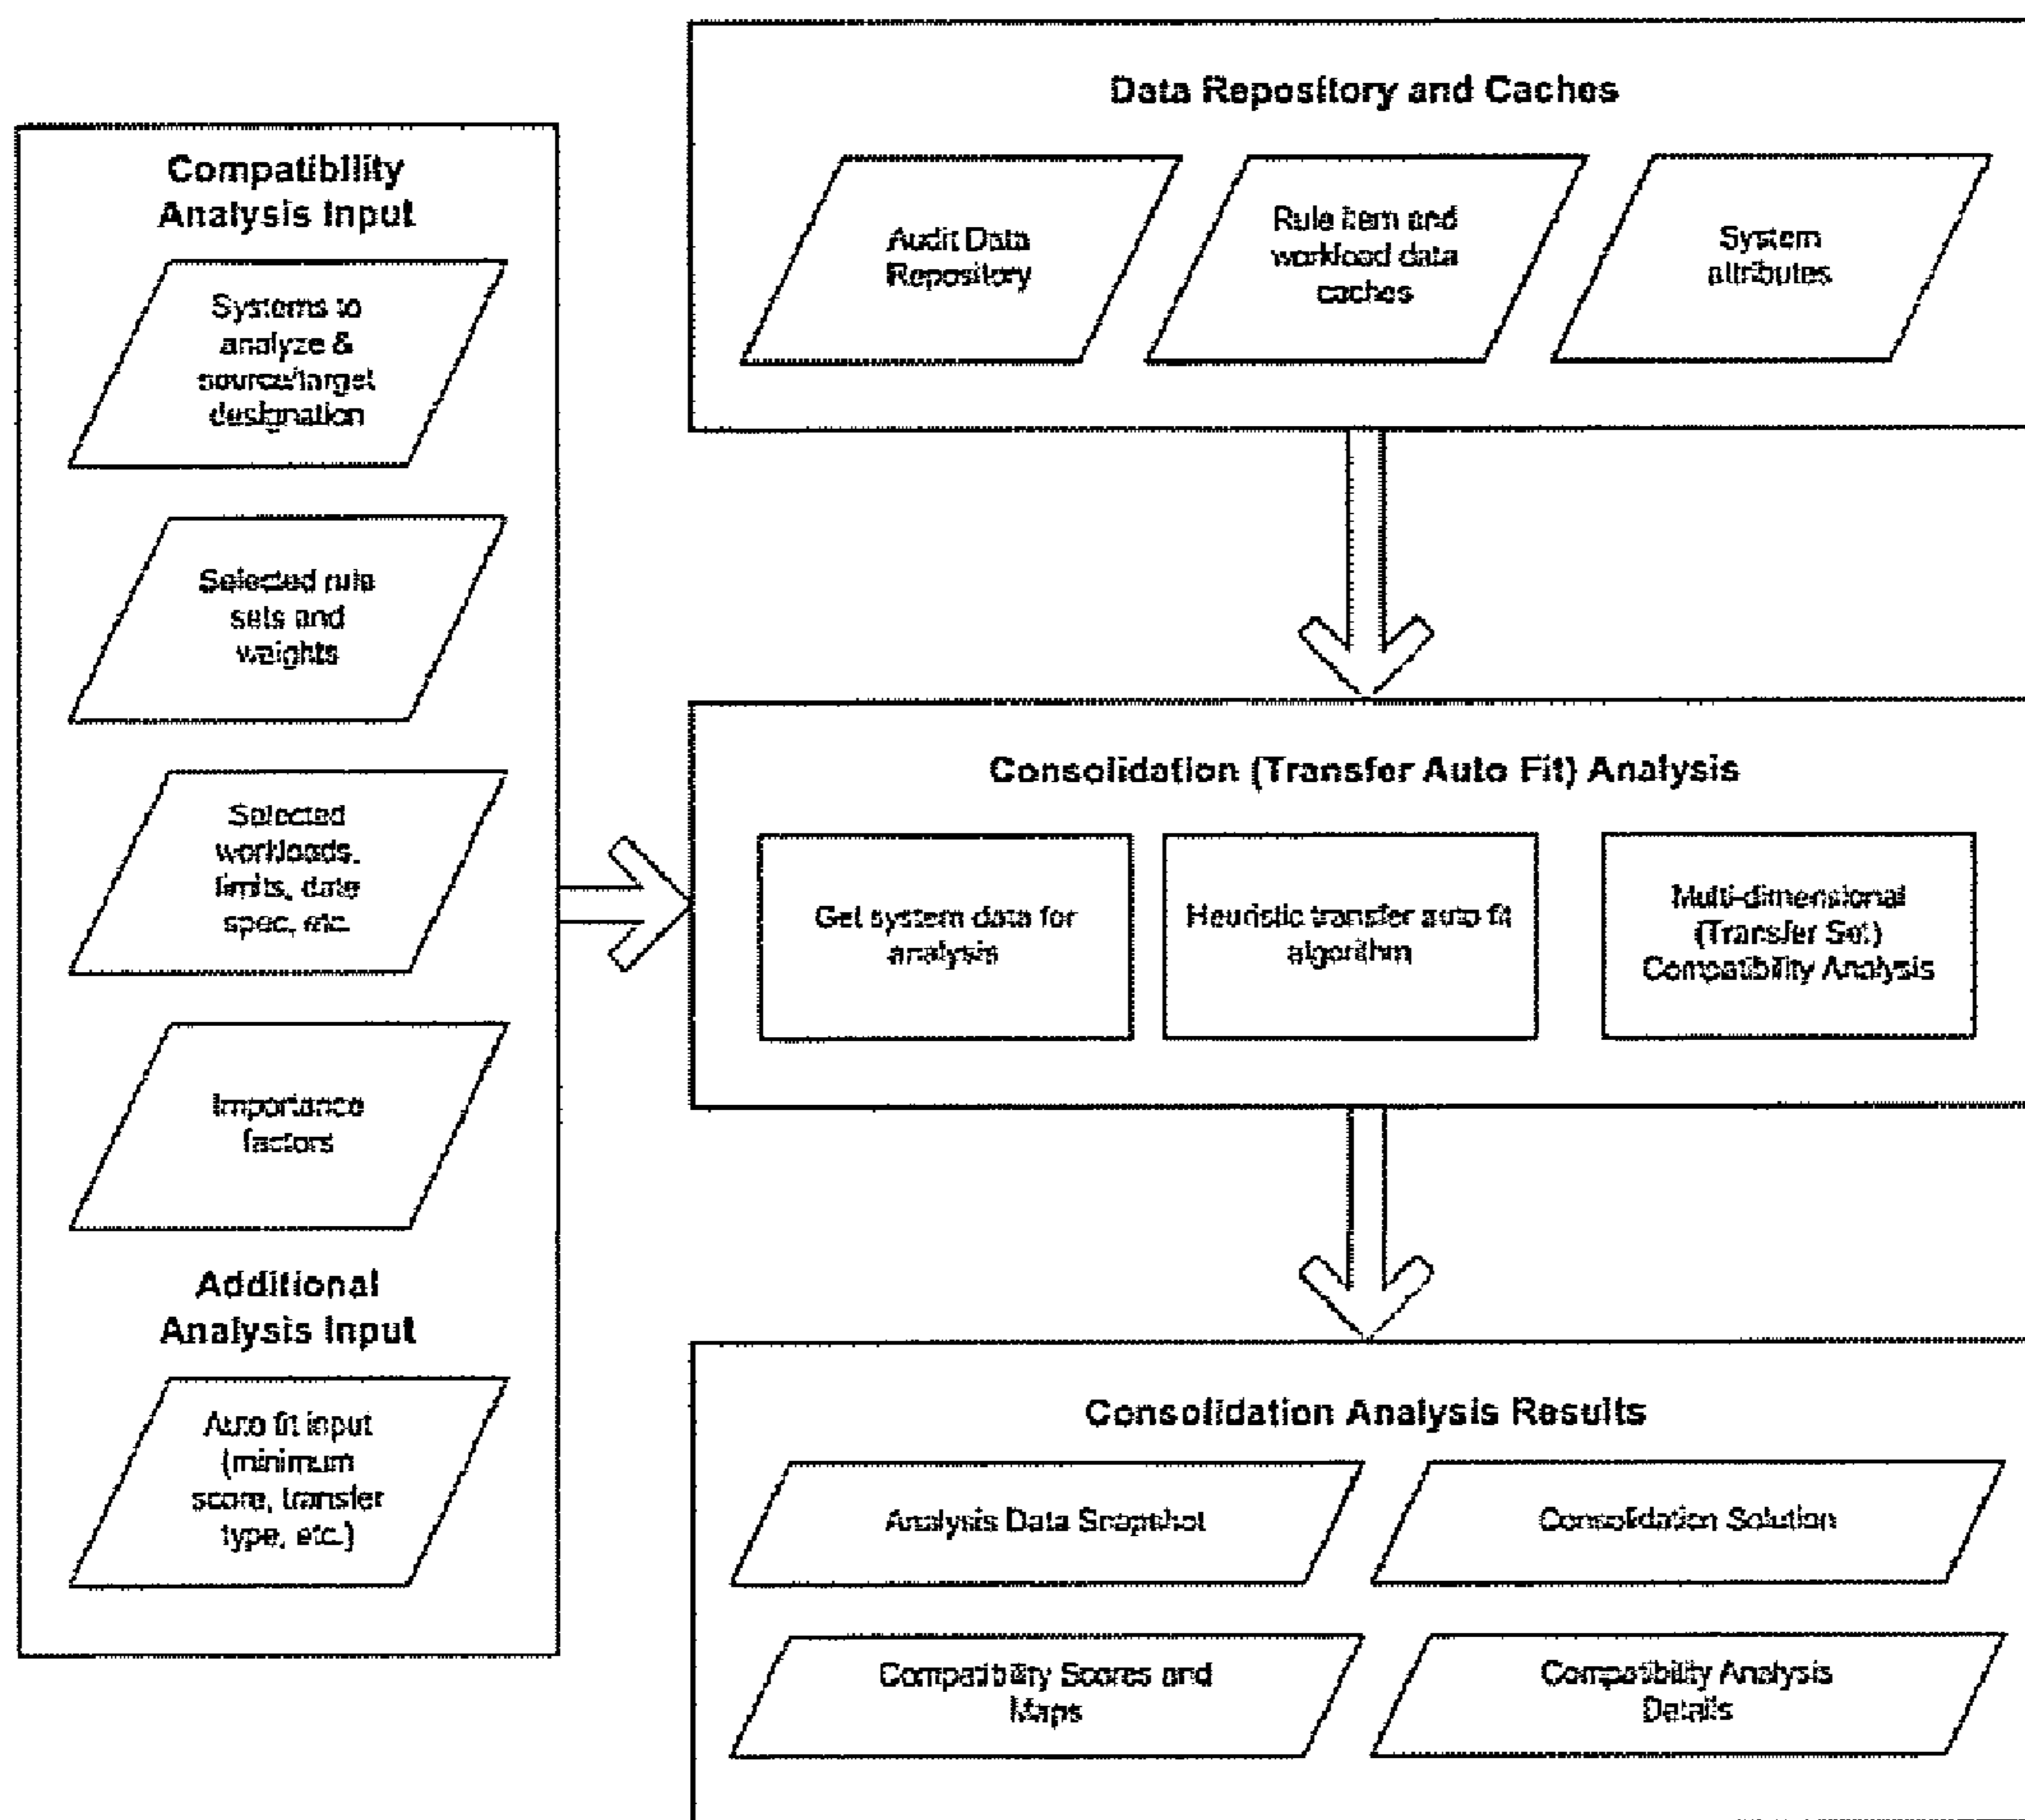 Data Repository and Caches
Audit Data
Repository
Rule item and
workload data
caches
System
attributes
Compatibility
Analysis Input
Systems to
analyze &
source/target
designation
Selected rule
sets and
weights
Selected
workloads,
limits, date
spec, etc.
Importance
factors
Additional
Analysis Input
Auto fit input
(minimum
score, transfer
type, etc.)
Consolidation (Transfer Auto Fit) Analysis
Get system data for
analysis
Heuristic transfer auto fit
algorithm
Multi-dimensional
(Transfer Set)
Compatibility Analysis
Consolidation Analysis Results
Analysis Data Snapshot
Consolidation Solution
Compatibility Scores and
Maps
Compatibility Analysis
Details